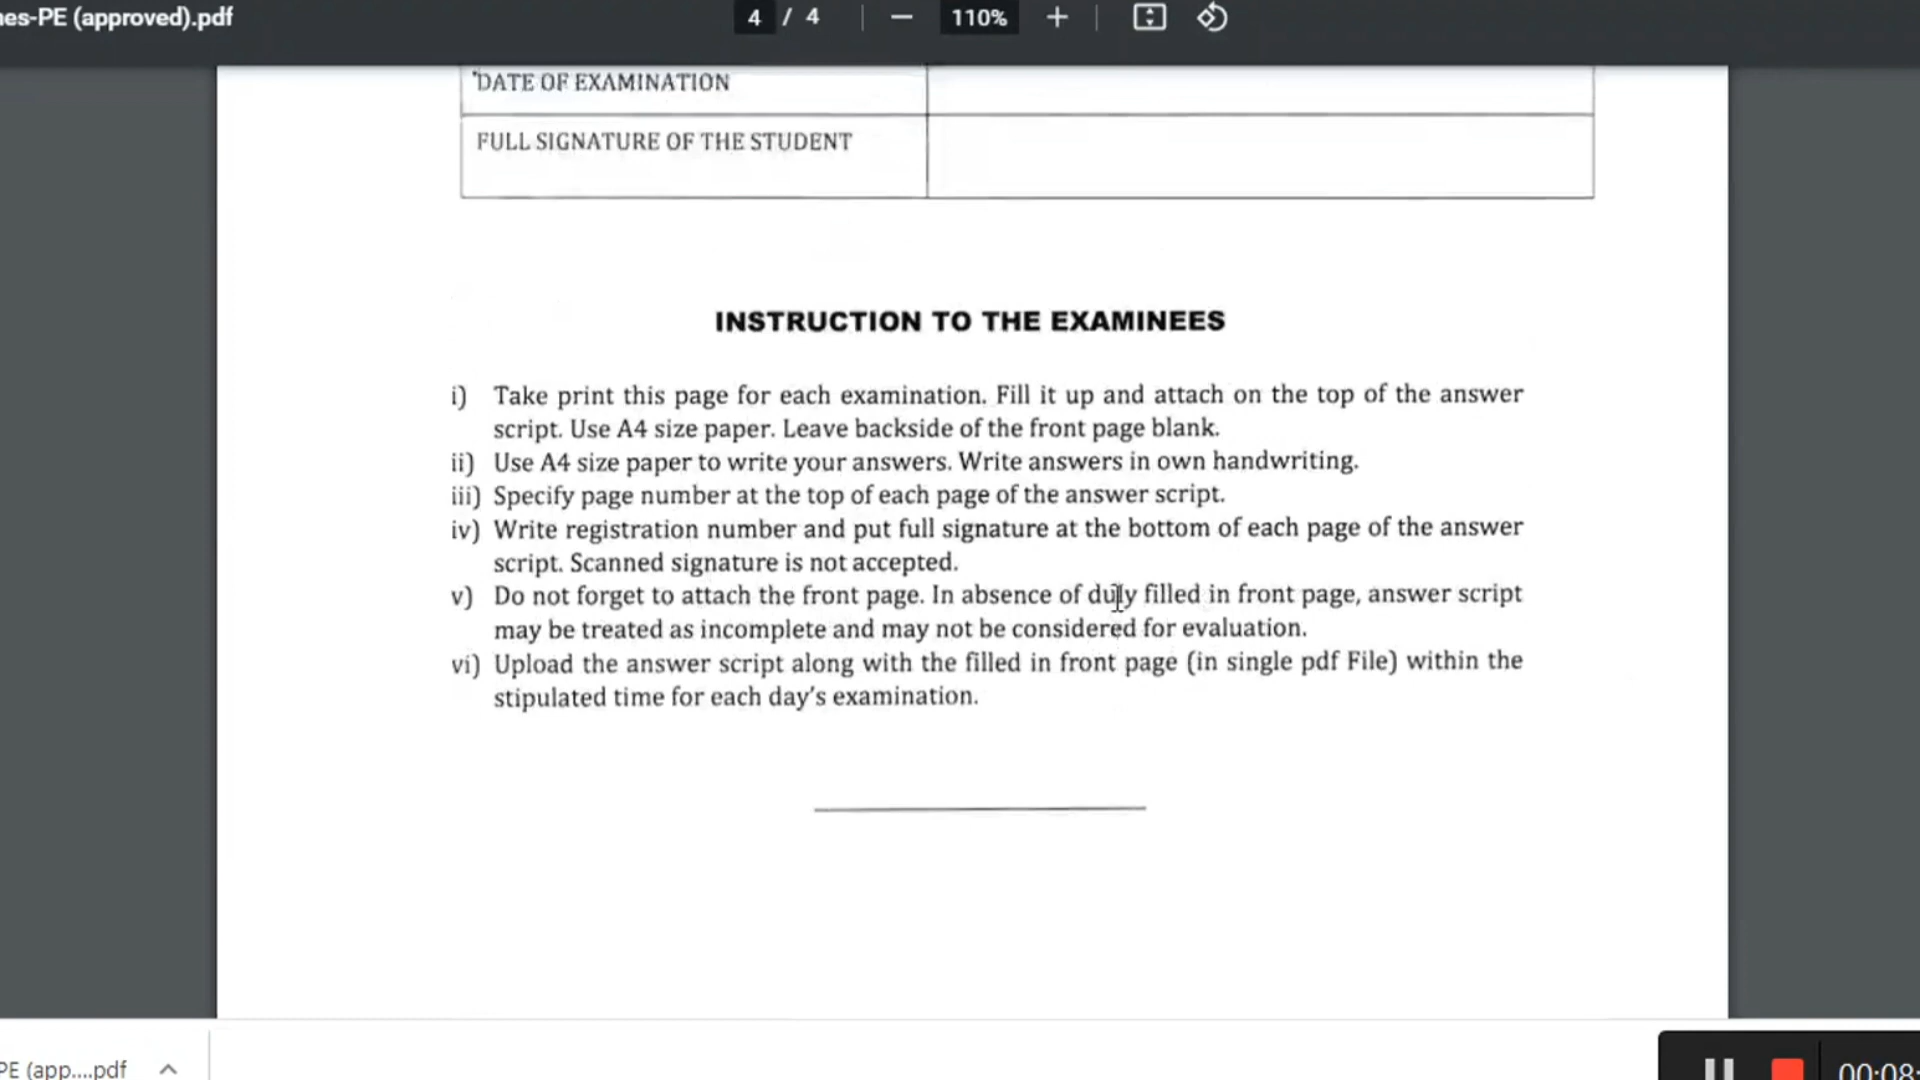 nes-PE (approved).pdf
4 / 4
110%
DATE OF EXAMINATION
FULL SIGNATURE OF THE STUDENT
INSTRUCTION TO THE EXAMINEES
i) Take print this page for each examination. Fill it up and attach on the top of the answer
script. Use A4 size paper. Leave backside of the front page blank.
ii) Use A4 size paper to write your answers. Write answers in own handwriting.
iii) Specify page number at the top of each page of the answer script.
iv) Write registration number and put full signature at the bottom of each page of the answer
script. Scanned signature is not accepted.
v) Do not forget to attach the front page. In absence of duly filled in front page, answer script
may be treated as incomplete and may not be considered for evaluation.
vi) Upload the answer script along with the filled in front page (in single pdf File) within the
stipulated time for each day's examination.
PE (app....pdf
00:08: